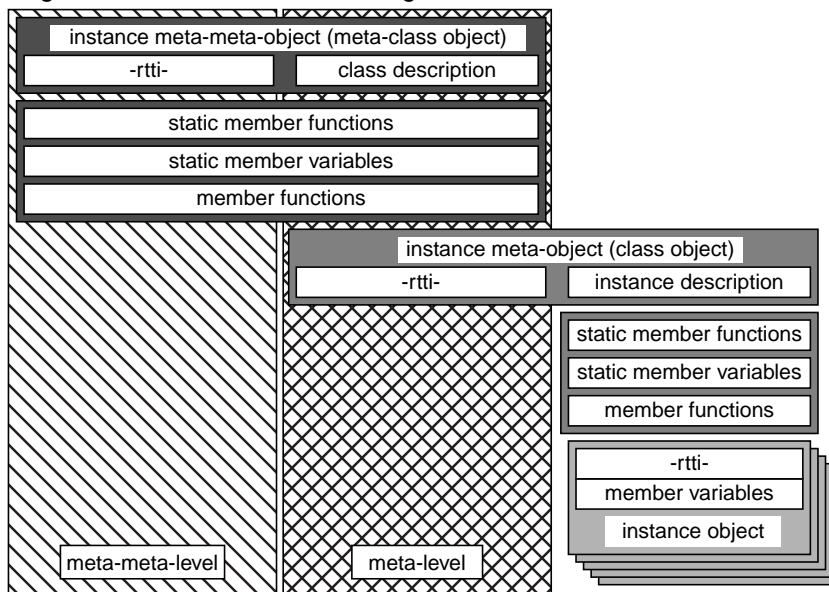 instance meta-meta-object (meta-class object)
-rtti-
class description
static member functions
static member variables
member functions
instance meta-object (class object)
-rtti-
instance description
static member functions
static member variables
member functions
-rtti-
member variables
instance object
meta-meta-level
meta-level